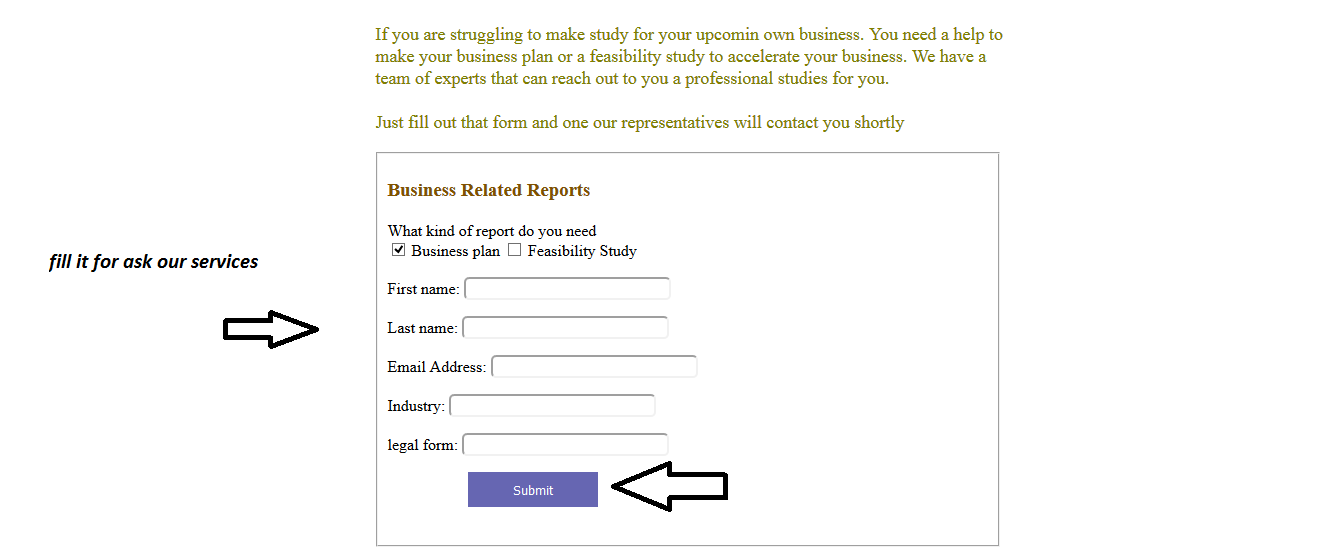 If you are struggling to make study for your upcomin own business. You need a help to
make your business plan or a feasibility study to accelerate your business. We have a
team of experts that can reach out to you a professional studies for you.
Just fill out that form and one our representatives will contact you shortly
Business Related Reports
What kind of report do you need
Business plan Feasibility Study
fill it for ask our services
First name:
Last name:
Email Address:
Industry:
legal form:
Submit